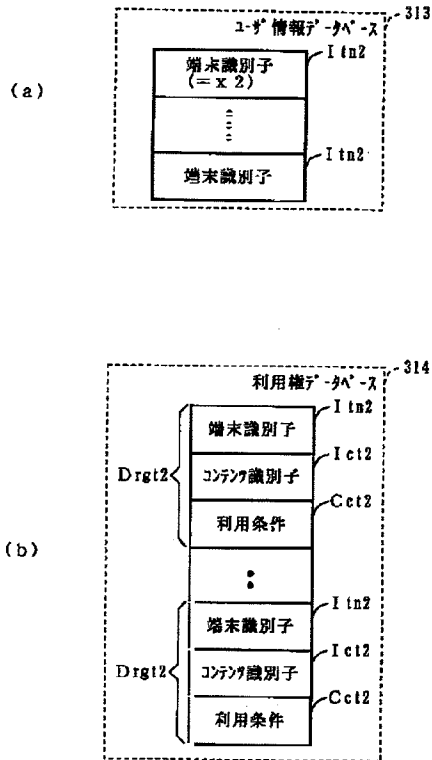 313
ユーザ情報データベース
(a)
Itn2
端末識別子
(=x2)
Itn2
端末識別子
314
利用権データベース
(b)
Itn2
端末識別子
Drgt2
Ict2
コンテンツ識別子
Cct2
利用条件
Itn2
端末識別子
Drgt2
Ict2
コンテンツ識別子
Cct2
利用条件